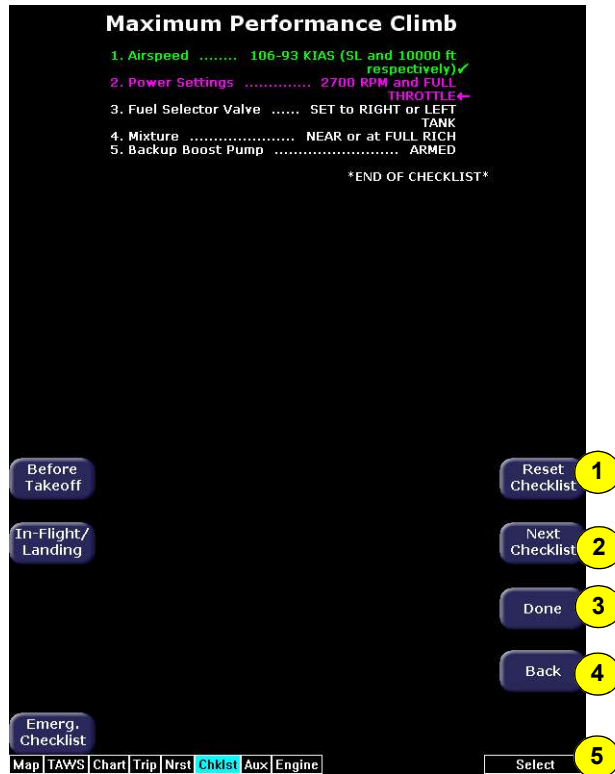 Maximum Performance Climb
1. Airspeed ........ 106-93 KIAS (SL and 10000 ft
respectively)✓
2. Power Settings .............. 2700 RPM and FULL
THROTTLE←
3. Fuel Selector Valve ...... SET to RIGHT or LEFT
TANK
4. Mixture ..................... NEAR or at FULL RICH
5. Backup Boost Pump ......................... ARMED
*END OF CHECKLIST*
Before
Takeoff
Reset
Checklist
1
In-Flight/
Landing
Next
Checklist
2
Done
3
Back
4
Emerg.
Checklist
Map TAWS Chart Trip Nrst Chklst Aux Engine
Select
5